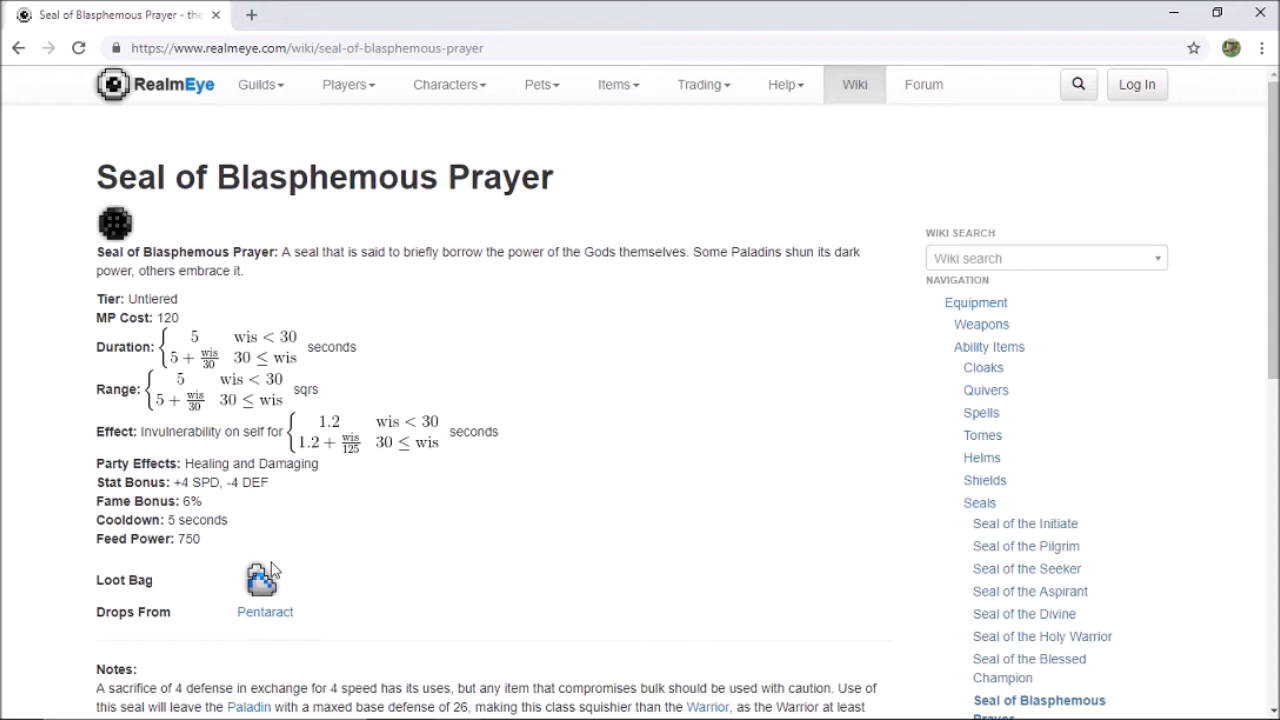 Seal of Blasphemous Prayer - the
https://www.realmeye.com/wiki/seal-of-blasphemous-prayer
RealmEye Guilds Players Characters Pets Items Trading Help Wiki Forum Log In
Seal of Blasphemous Prayer
Seal of Blasphemous Prayer: A seal that is said to briefly borrow the power of the Gods themselves. Some Paladins shun its dark
power, others embrace it.
Tier: Untiered
MP Cost: 120
Duration: { 5 wis < 30
5 + wis/30 30 ≤ wis seconds
Range: { 5 wis < 30
5 + wis/30 30 ≤ wis sqrs
Effect: Invulnerability on self for { 1.2 wis < 30
1.2 + wis/125 30 ≤ wis seconds
Party Effects: Healing and Damaging
Stat Bonus: +4 SPD, -4 DEF
Fame Bonus: 6%
Cooldown: 5 seconds
Feed Power: 750
Loot Bag
Drops From Pentaract
Notes:
A sacrifice of 4 defense in exchange for 4 speed has its uses, but any item that compromises bulk should be used with caution. Use of
this seal will leave the Paladin with a maxed base defense of 26, making this class squishier than the Warrior, as the Warrior at least
WIKI SEARCH
Wiki search
NAVIGATION
Equipment
Weapons
Ability Items
Cloaks
Quivers
Spells
Tomes
Helms
Shields
Seals
Seal of the Initiate
Seal of the Pilgrim
Seal of the Seeker
Seal of the Aspirant
Seal of the Divine
Seal of the Holy Warrior
Seal of the Blessed
Champion
Seal of Blasphemous
Prayer